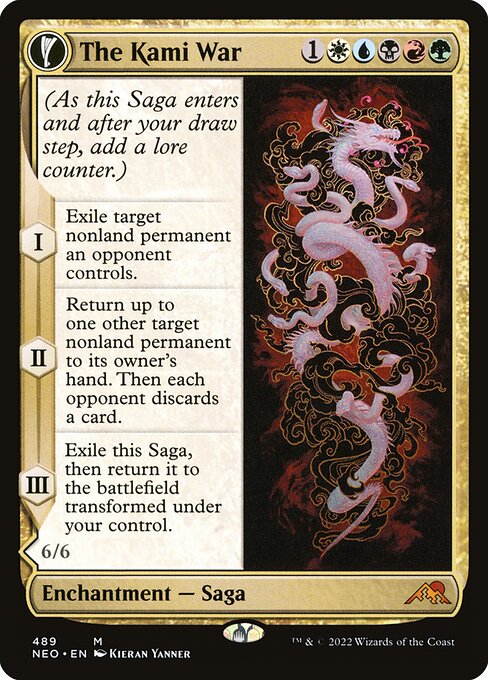 The Kami War
1
(As this Saga enters
and after your draw
step, add a lore
counter.)
I
Exile target
nonland permanent
an opponent
controls.
II
Return up to
one other target
nonland permanent
to its owner's
hand. Then each
opponent discards
a card.
III
Exile this Saga,
then return it to
the battlefield
transformed under
your control.
6/6
Enchantment — Saga
489 M
NEO • EN KIERAN YANNER
™ & © 2022 Wizards of the Coast